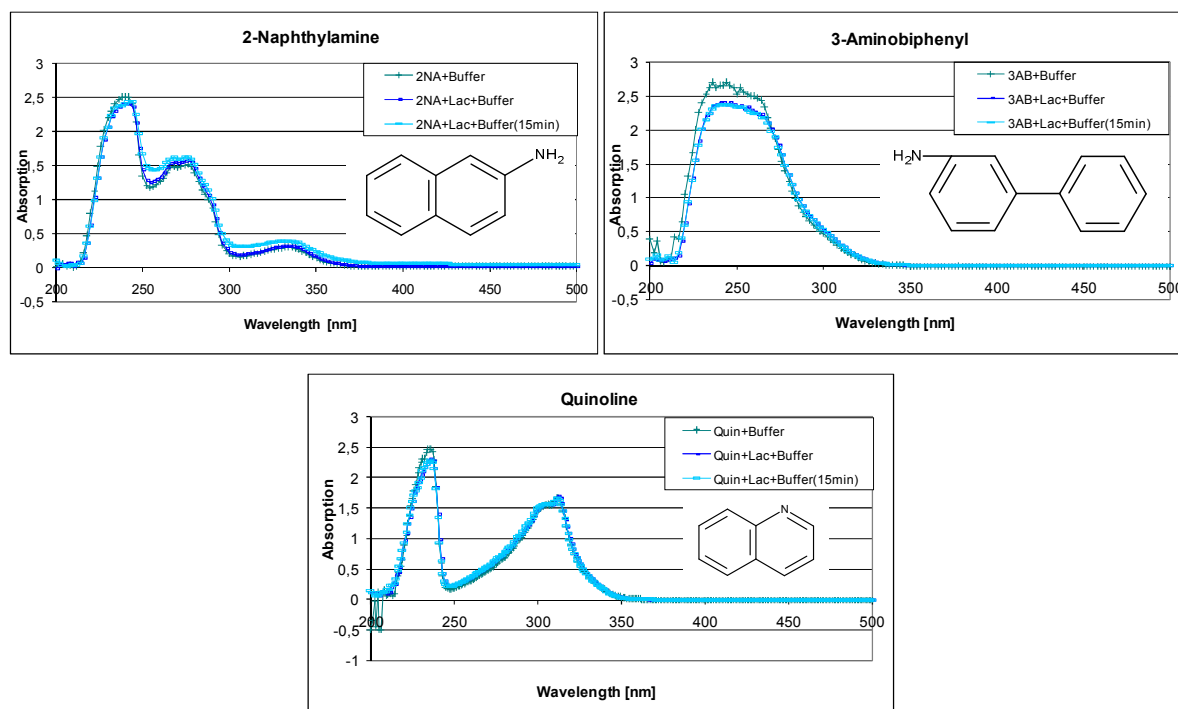 2-Naphthylamine
3
2,5
2
1,5
1
0,5
0
-0,5
200 250 300 350 400 450 500
Absorption
Wavelength [nm]
2NA+Buffer
2NA+Lac+Buffer
2NA+Lac+Buffer(15min)
NH2
3-Aminobiphenyl
3
2,5
2
1,5
1
0,5
0
-0,5
200 250 300 350 400 450 500
Absorption
Wavelength [nm]
3AB+Buffer
3AB+Lac+Buffer
3AB+Lac+Buffer(15min)
H2N
Quinoline
3
2,5
2
1,5
1
0,5
0
-0,5
-1
200 250 300 350 400 450 500
Absorption
Wavelength [nm]
Quin+Buffer
Quin+Lac+Buffer
Quin+Lac+Buffer(15min)
N